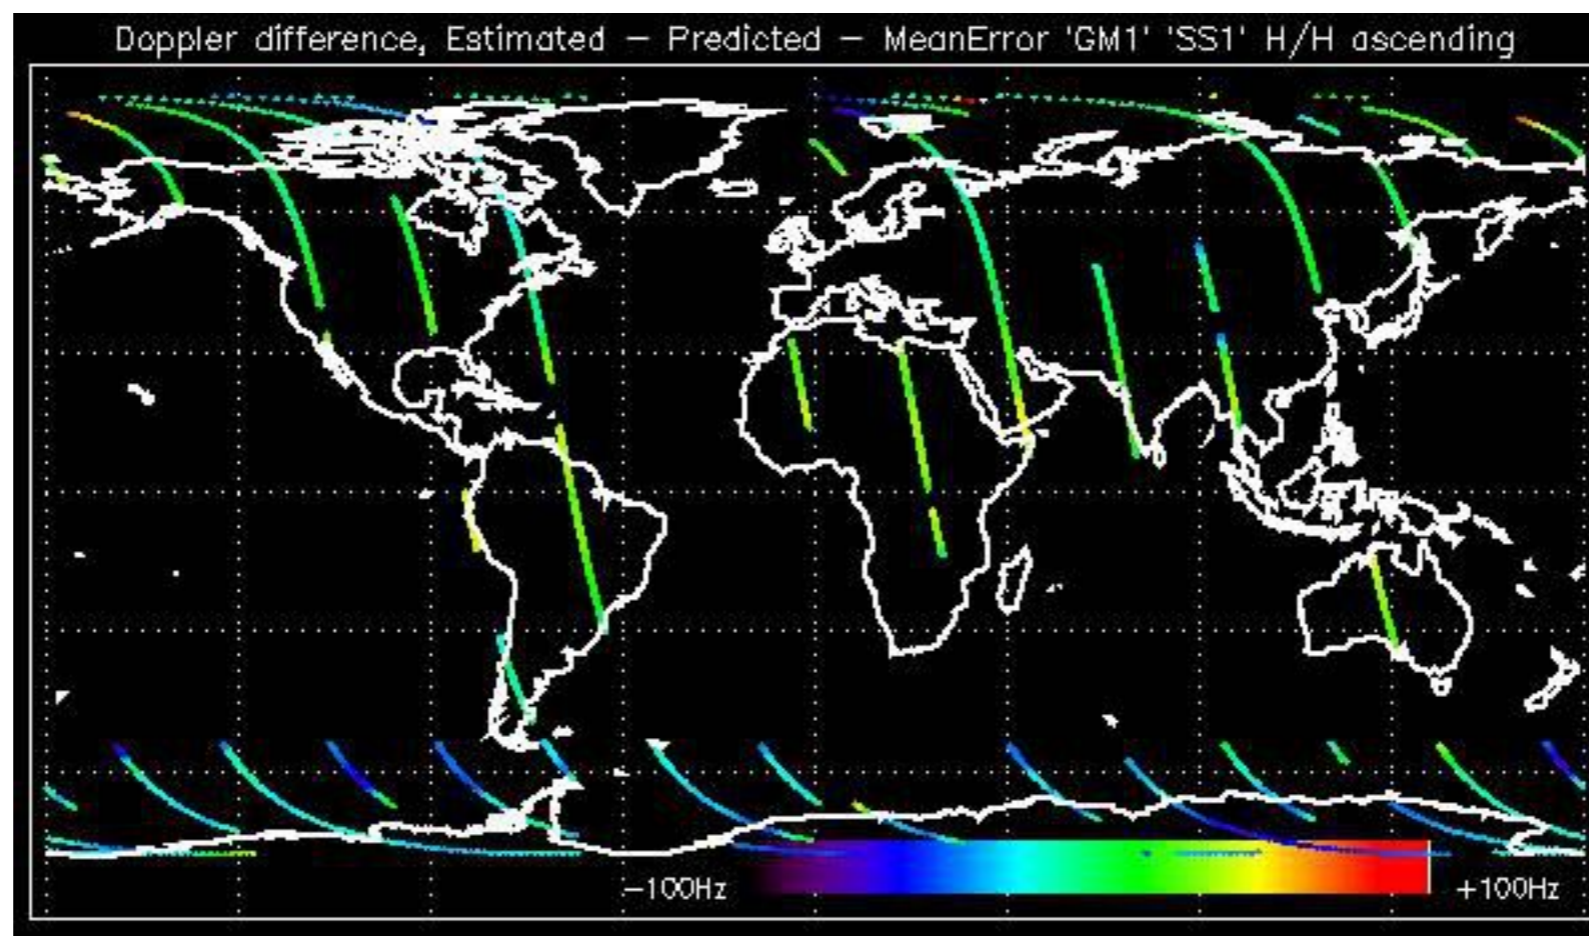 Doppler difference, Estimated — Predicted — MeanError 'GM1' 'SS1' H/H ascending
—100Hz
+100Hz